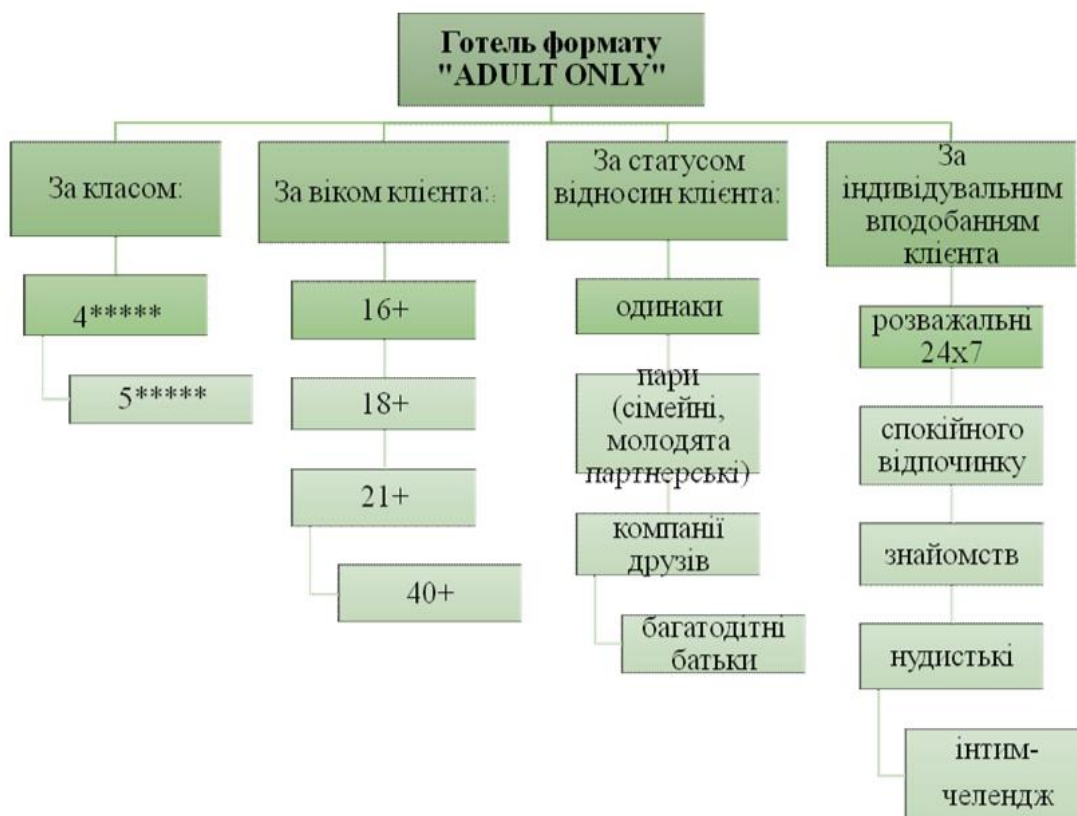 Готель формату
"ADULT ONLY"
За класом:
4*****
5*****
За віком клієнта:.
16+
18+
21+
40+
За статусом
відносин клієнта:
одинаки
пари
(сімейні,
молодята
партнерські)
компанії
друзів
багатодітні
батьки
За
індивідувальним
вподобанням
клієнта
розважальні
24х7
спокійного
відпочинку
знайомств
нудистькі
інтим-
челендж